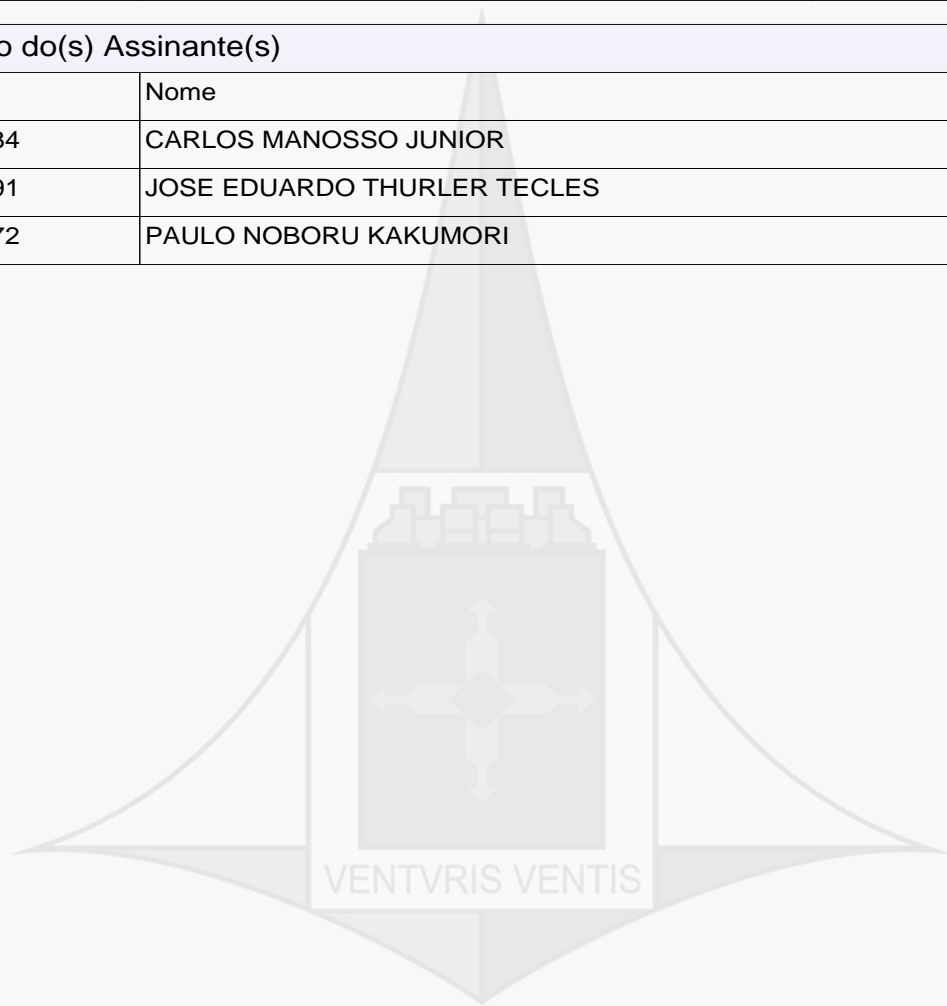 o do(s) Assinante(s)
Nome
34 CARLOS MANOSSO JUNIOR
91 JOSE EDUARDO THURLER TECLES
72 PAULO NOBORU KAKUMORI
VENTVRIS VENTIS